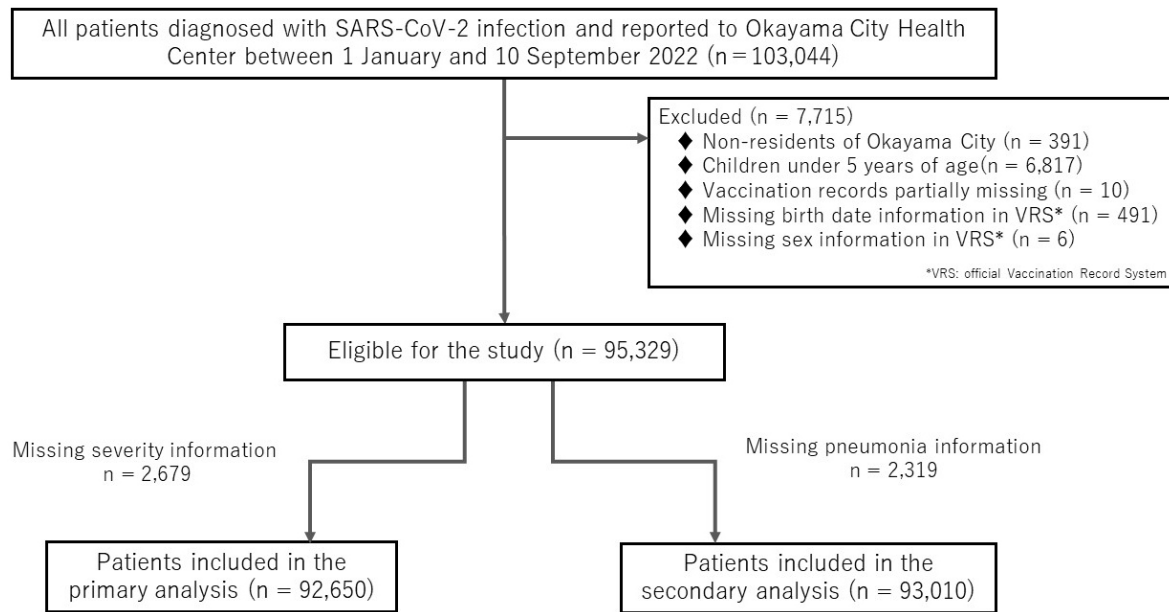 All patients diagnosed with SARS-CoV-2 infection and reported to Okayama City Health
Center between 1 January and 10 September 2022 (n = 103,044)
Excluded (n = 7,715)
◆ Non-residents of Okayama City (n = 391)
◆ Children under 5 years of age(n = 6,817)
◆ Vaccination records partially missing (n = 10)
◆ Missing birth date information in VRS* (n = 491)
◆ Missing sex information in VRS* (n = 6)
*VRS: official Vaccination Record System
Eligible for the study (n = 95,329)
Missing severity information
n = 2,679
Missing pneumonia information
n = 2,319
Patients included in the
primary analysis (n = 92,650)
Patients included in the
secondary analysis (n = 93,010)